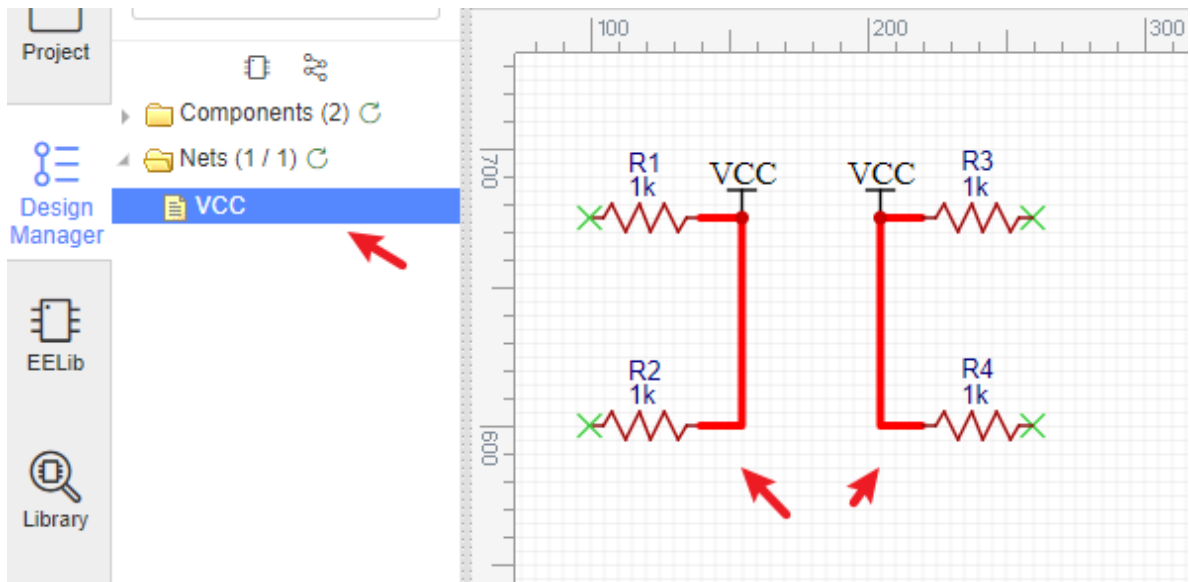 Project
Components (2)
Nets (1 / 1)
VCC
Design
Manager
EELib
Library
100
200
300
700
600
R1
1k
VCC
VCC
R3
1k
R2
1k
R4
1k